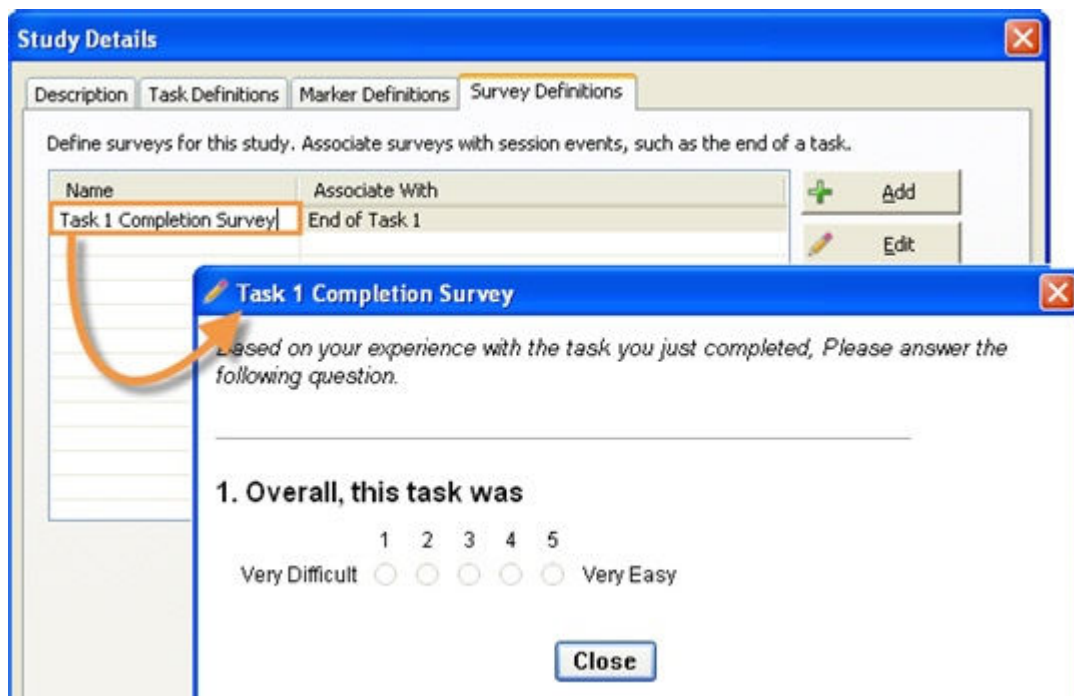 Study Details
Description Task Definitions Marker Definitions Survey Definitions
Define surveys for this study. Associate surveys with session events, such as the end of a task.
Name Associate With
Add
Task 1 Completion Survey End of Task 1
Edit
Task 1 Completion Survey
Based on your experience with the task you just completed, Please answer the
following question.
1. Overall, this task was
1 2 3 4 5
Very Difficult Very Easy
Close